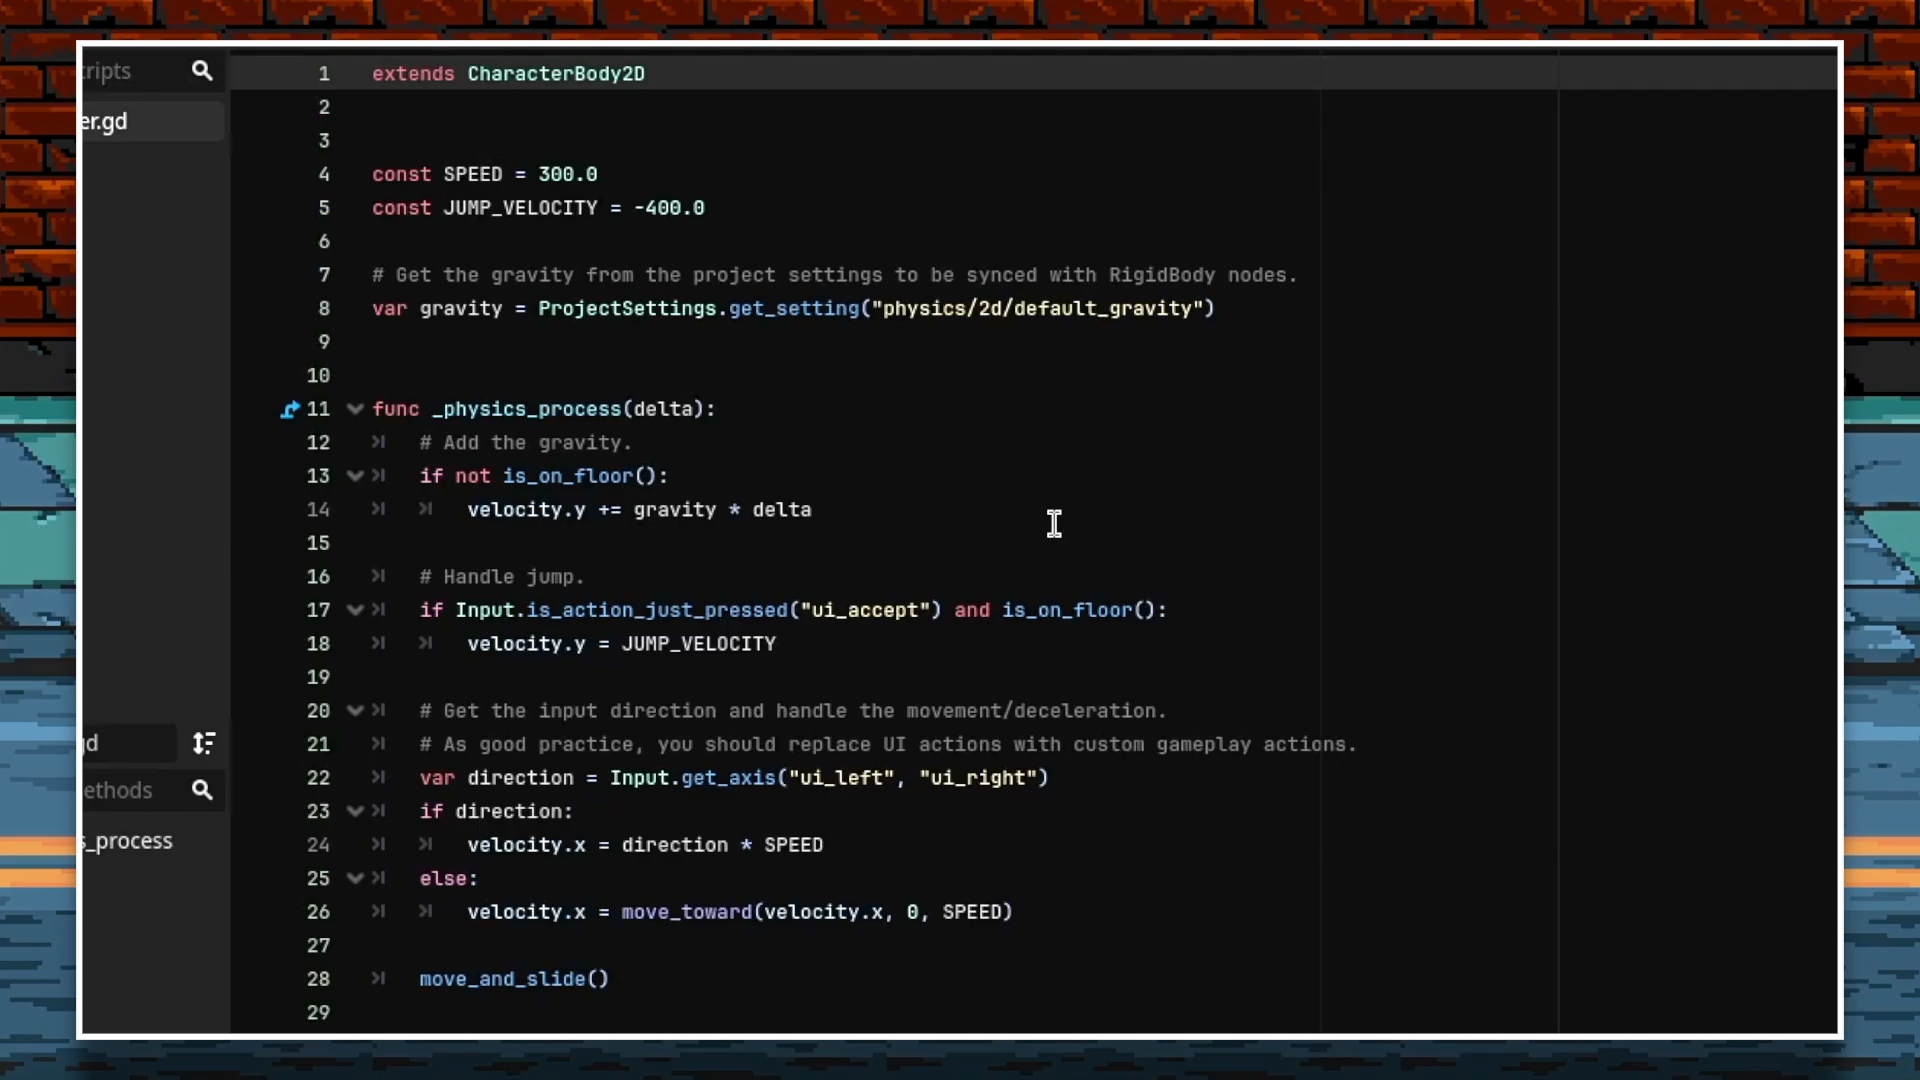 cripts
er.gd
gd
ethods
s_process
1 extends CharacterBody2D
2
3
4 const SPEED = 300.0
5 const JUMP_VELOCITY = -400.0
6
7 # Get the gravity from the project settings to be synced with RigidBody nodes.
8 var gravity = ProjectSettings.get_setting("physics/2d/default_gravity")
9
10
11 func _physics_process(delta):
12 # Add the gravity.
13 if not is_on_floor():
14 velocity.y += gravity * delta
15
16 # Handle jump.
17 if Input.is_action_just_pressed("ui_accept") and is_on_floor():
18 velocity.y = JUMP_VELOCITY
19
20 # Get the input direction and handle the movement/deceleration.
21 # As good practice, you should replace UI actions with custom gameplay actions.
22 var direction = Input.get_axis("ui_left", "ui_right")
23 if direction:
24 velocity.x = direction * SPEED
25 else:
26 velocity.x = move_toward(velocity.x, 0, SPEED)
27
28 move_and_slide()
29